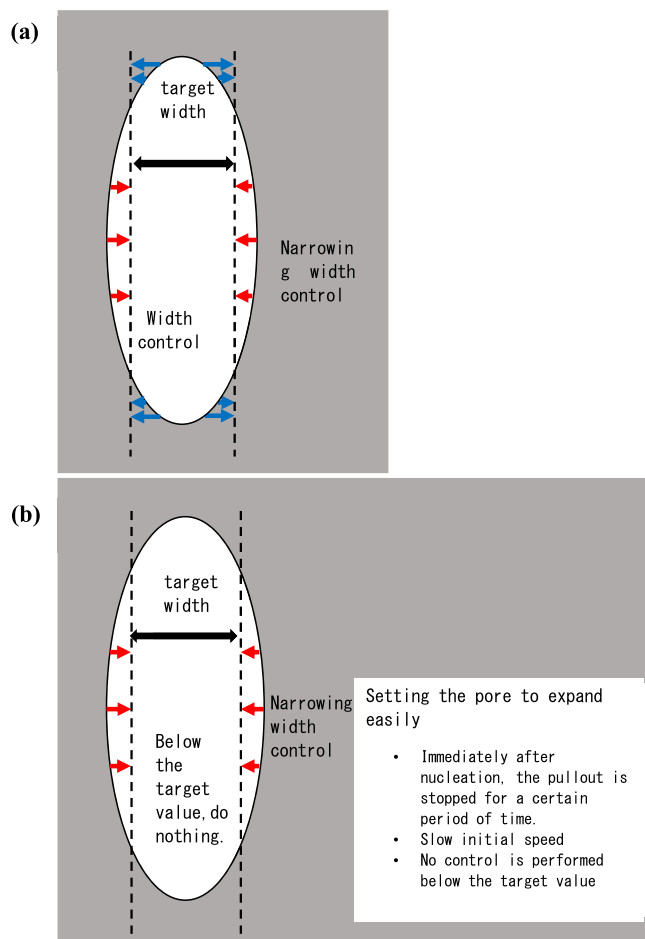 (a)
target
width
Narrowin
g width
control
Width
control
(b)
target
width
Narrowing
width
control
Below
the
target
value, do
nothing.
Setting the pore to expand
easily
• Immediately after
nucleation, the pullout is
stopped for a certain
period of time.
• Slow initial speed
• No control is performed
below the target value